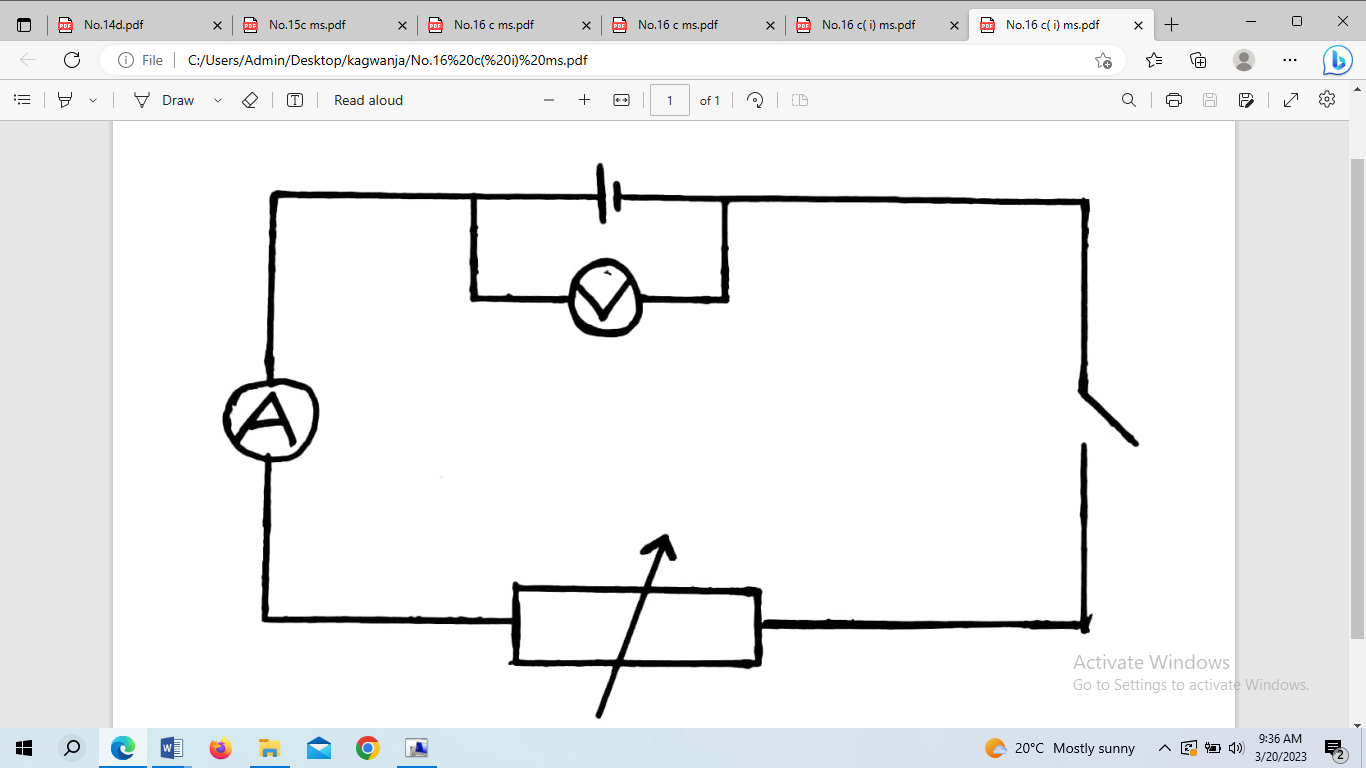 No.14d.pdf
No.15c ms.pdf
No.16 c ms.pdf
No.16 c ms.pdf
No.16 c( i) ms.pdf
No.16 c( i) ms.pdf
File
C:/Users/Admin/Desktop/kagwanja/No.16%20c(%20i)%20ms.pdf
Draw
Read aloud
1
of 1
V
A
Activate Windows
Go to Settings to activate Windows.
20°C Mostly sunny
9:36 AM
3/20/2023
2